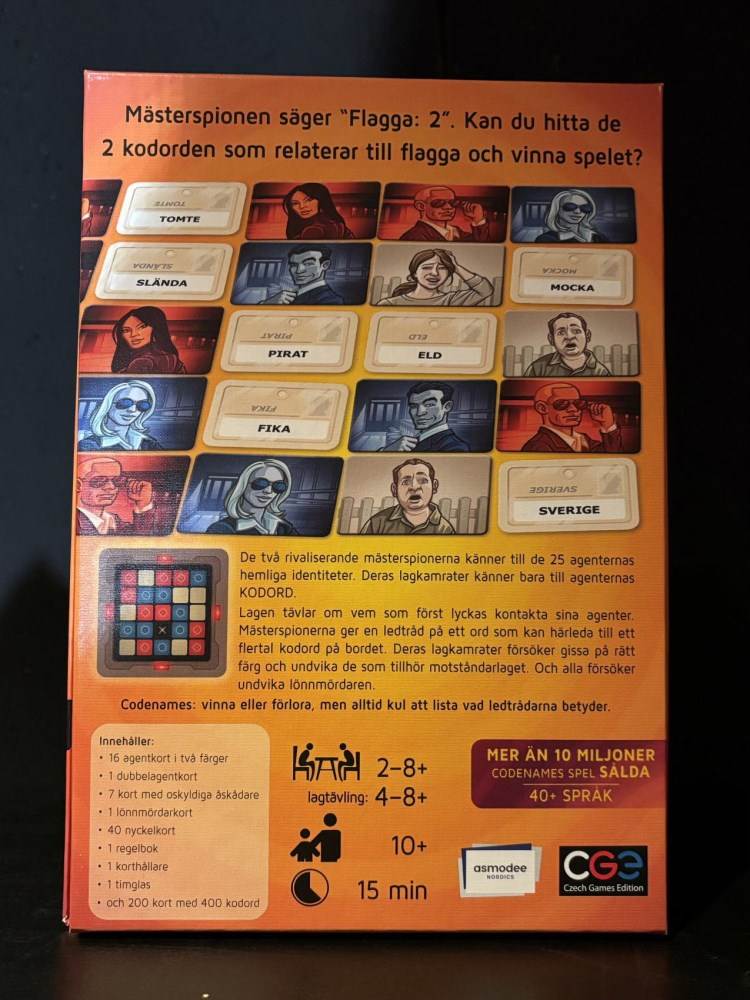 Mästerspionen säger "Flagga: 2". Kan du hitta de
2 kodorden som relaterar till flagga och vinna spelet?
TOMTE
TOMTE
SLÄNDA
SLÄNDA
MOCKA
MOCKA
PIRAT
PIRAT
ELD
ELD
FIKA
FIKA
SVERIGE
SVERIGE
De två rivaliserande mästerspionerna känner till de 25 agenternas
hemliga identiteter. Deras lagkamrater känner bara till agenternas
KODORD.
Lagen tävlar om vem som först lyckas kontakta sina agenter.
Mästerspionerna ger en ledtråd på ett ord som kan härleda till ett
flertal kodord på bordet. Deras lagkamrater försöker gissa på rätt
färg och undvika de som tillhör motståndarlaget. Och alla försöker
undvika lönnmördaren.
Codenames: vinna eller förlora, men alltid kul att lista vad ledtrådarna betyder.
Innehåller:
• 16 agentkort i två färger
• 1 dubbelagentkort
• 7 kort med oskyldiga åskådare
• 1 lönnmördarkort
• 40 nyckelkort
• 1 regelbok
• 1 korthållare
• 1 timglas
• och 200 kort med 400 kodord
2-8+
lagtävling: 4-8+
10+
15 min
MER ÄN 10 MILJONER
CODENAMES SPEL SÅLDA
40+ SPRÅK
asmodee
NORDICS
CGE
Czech Games Edition